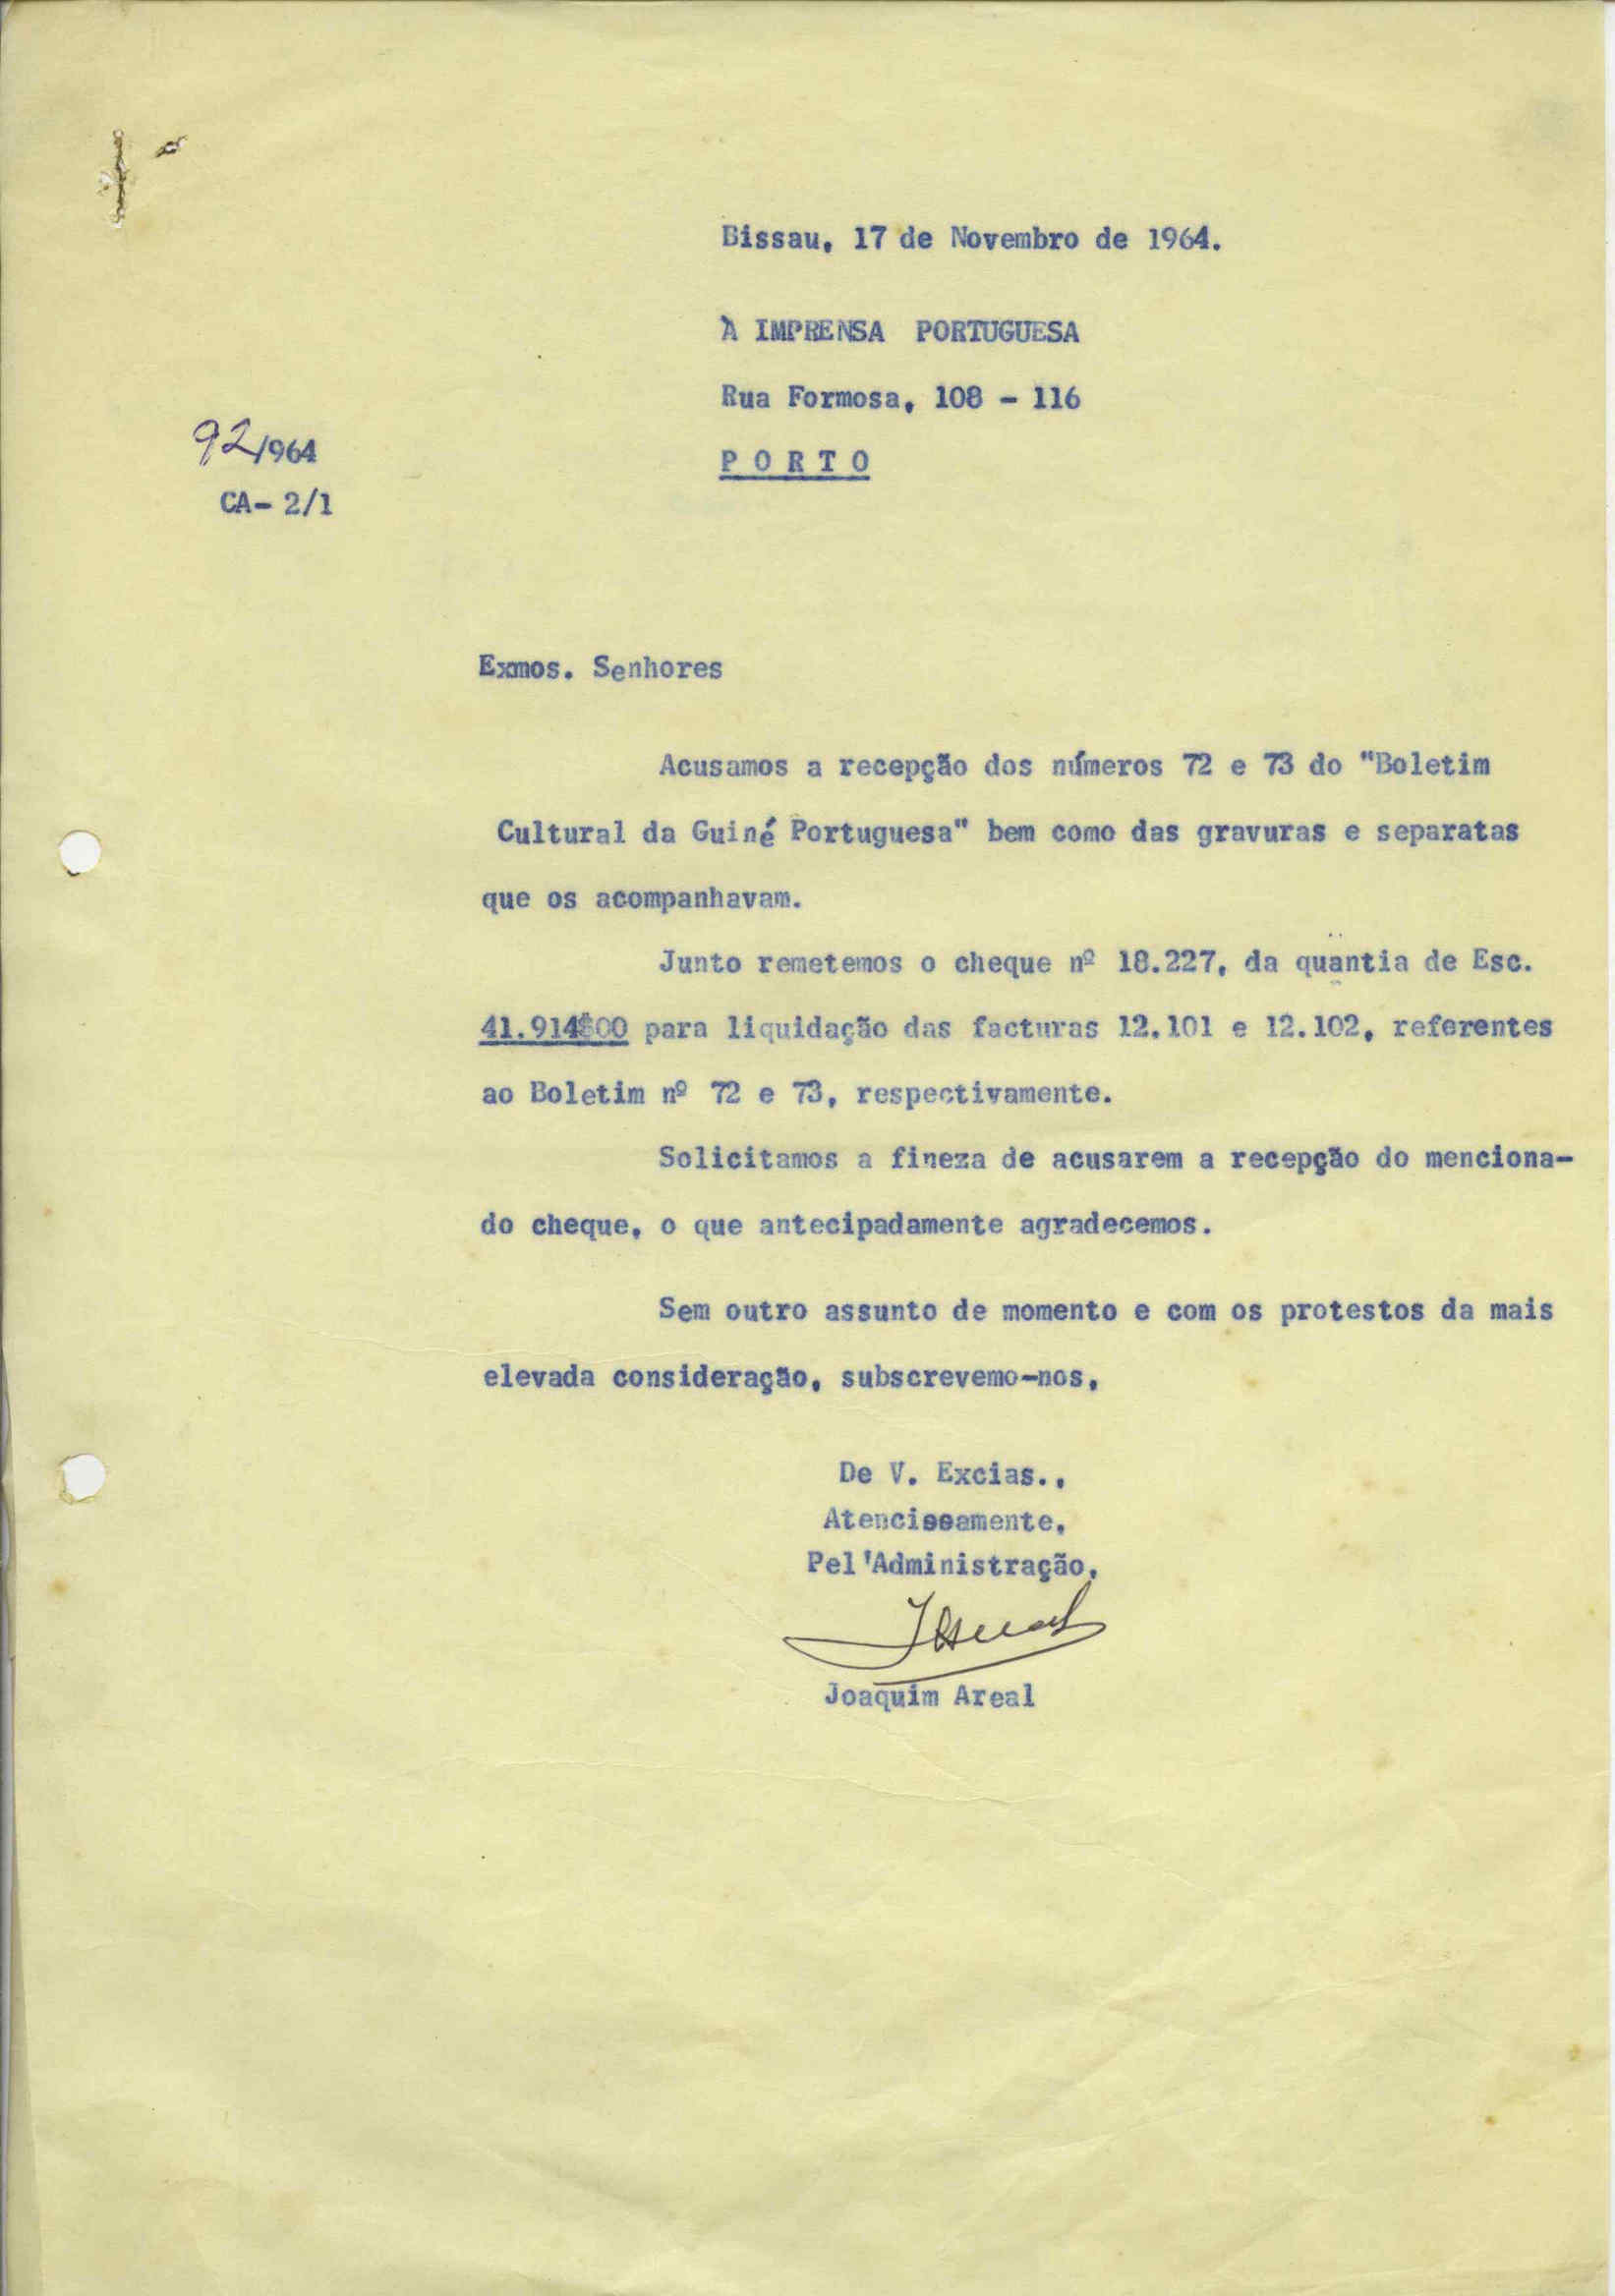 Bissau, 17 de Novembro de 1964.
À IMPRENSA PORTUGUESA
Rua Formosa, 108 - 116
PORTO
92/964
CA- 2/1
Exmos. Senhores
Acusamos a recepção dos números 72 e 73 do "Boletim
Cultural da Guiné Portuguesa" bem como das gravuras e separatas
que os acompanhavam.
Junto remetemos o cheque nº 18.227, da quantia de Esc.
41.914$00 para liquidação das facturas 12.101 e 12.102, referentes
ao Boletim nº 72 e 73, respectivamente.
Solicitamos a fineza de acusarem a recepção do menciona-
do cheque, o que antecipadamente agradecemos.
Sem outro assunto de momento e com os protestos da mais
elevada consideração, subscrevemo-nos,
De V. Excias.,
Atenciosamente,
Pel'Administração,
Joaquim Areal